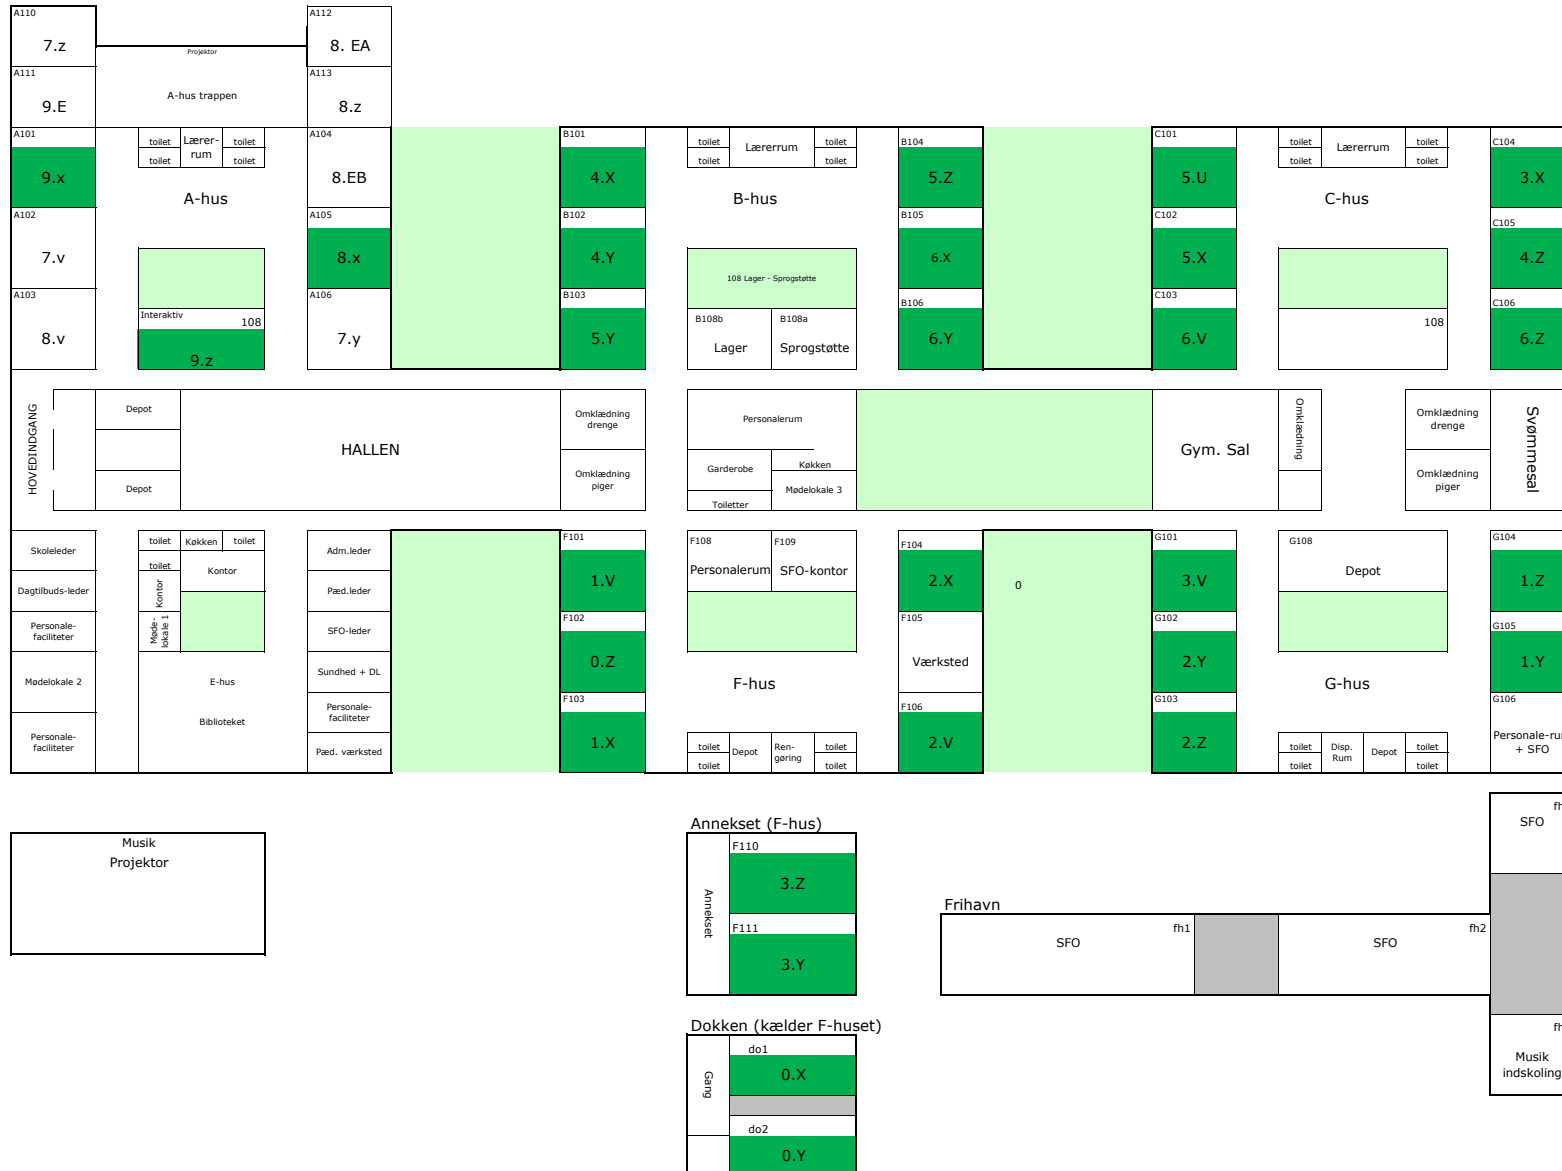 A110
7.z
A112
8. EA
Projektor
A111
9.E
A-hus trappen
A113
8.z
A101
9.x
toilet
toilet
Lærer-
rum
toilet
toilet
A104
8.EB
A-hus
A102
7.v
A105
8.x
A103
8.v
Interaktiv
108
9.z
A106
7.y
B101
4.X
toilet
toilet
Lærerrum
toilet
toilet
B104
5.Z
B-hus
B102
4.Y
108 Lager - Sprogstøtte
B105
6.X
B103
5.Y
B108b
Lager
B108a
Sprogstøtte
B106
6.Y
C101
5.U
toilet
toilet
Lærerrum
toilet
toilet
C104
3.X
C-hus
C102
5.X
C105
4.Z
C103
6.V
108
C106
6.Z
HOVEDINDGANG
Depot
Depot
HALLEN
Omklædning
drenge
Omklædning
piger
Personalerum
Garderobe
Køkken
Mødelokale 3
Toiletter
Gym. Sal
Omklædning
Omklædning
drenge
Omklædning
piger
Svømmesal
Skoleleder
Dagtilbuds-leder
Personale-
faciliteter
Mødelokale 2
Personale-
faciliteter
toilet
Køkken
toilet
toilet
Kontor
Kontor
Møde-
lokale 1
E-hus
Biblioteket
Adm.leder
Pæd.leder
SFO-leder
Sundhed + DL
Personale-
faciliteter
Pæd. værksted
F101
1.V
F102
0.Z
F103
1.X
F108
Personalerum
F109
SFO-kontor
F-hus
toilet
toilet
Depot
Ren-
gøring
toilet
toilet
F104
2.X
F105
Værksted
F106
2.V
0
G101
3.V
G102
2.Y
G103
2.Z
G108
Depot
G-hus
toilet
toilet
Disp.
Rum
Depot
toilet
toilet
G104
1.Z
G105
1.Y
G106
Personale-rum
+ SFO
Musik
Projektor
Annekset (F-hus)
Annekset
F110
3.Z
F111
3.Y
Frihavn
SFO
fh1
SFO
fh2
fh
SFO
fh
Musik
indskoling
Dokken (kælder F-huset)
Gang
do1
0.X
do2
0.Y